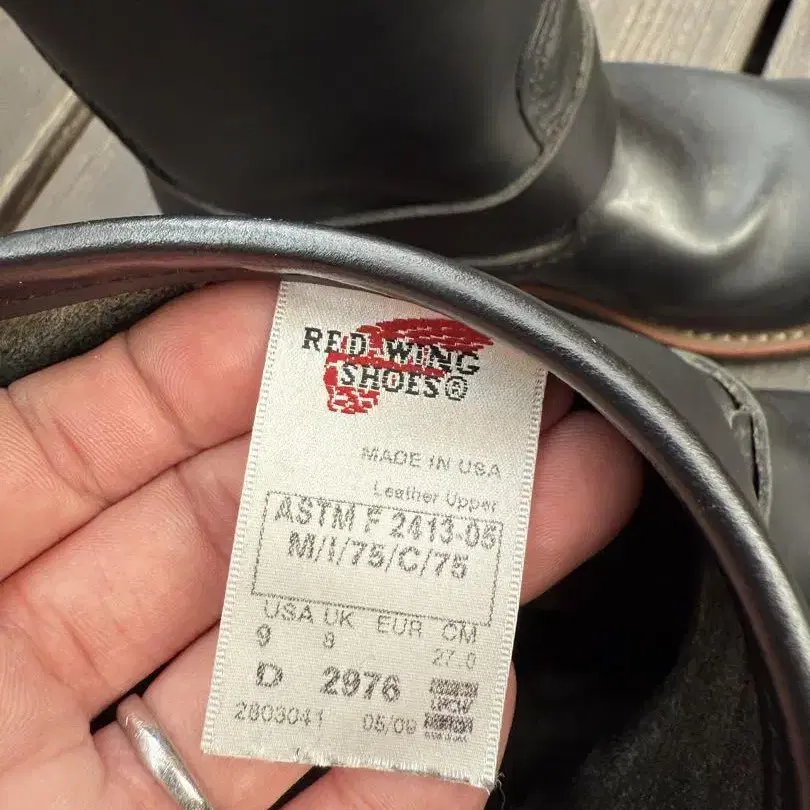 RED WING
SHOES®
MADE IN USA
Leather Upper
ASTM F 2413-05
M/I/75/C/75
USA UK EUR CM
9 8 27.0
D 2976
2803041 05/09